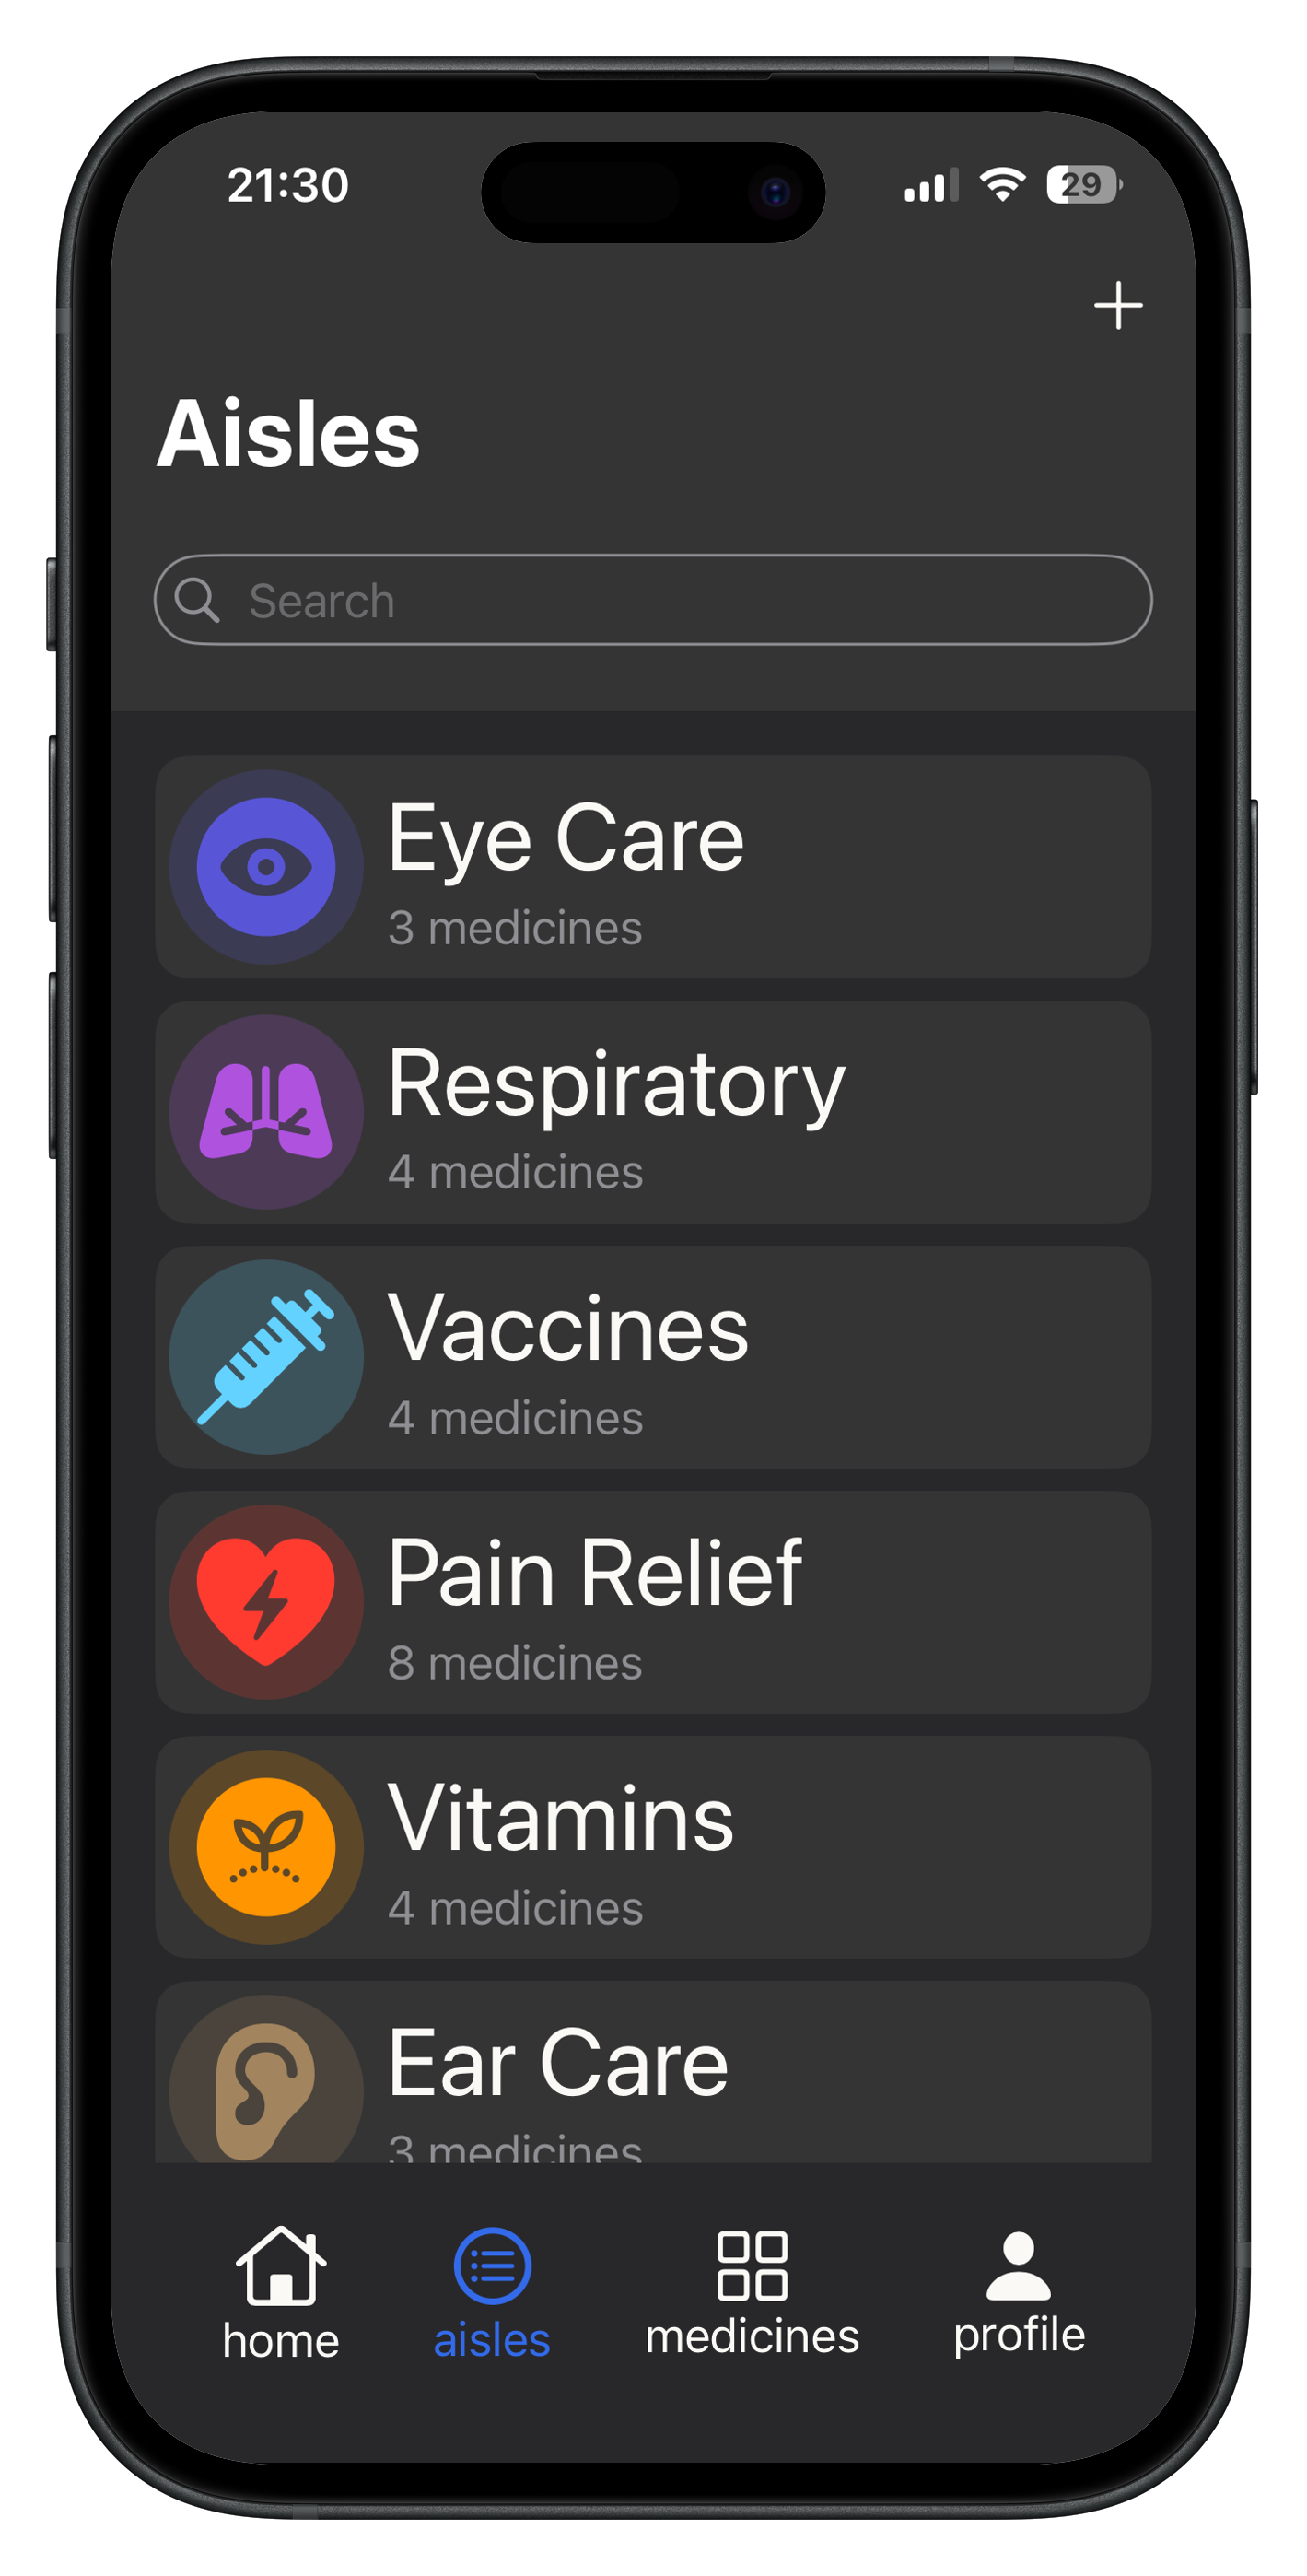 21:30
29
Aisles
Search
Eye Care
3 medicines
Respiratory
4 medicines
Vaccines
4 medicines
Pain Relief
8 medicines
Vitamins
4 medicines
Ear Care
3 medicines
home aisles medicines profile